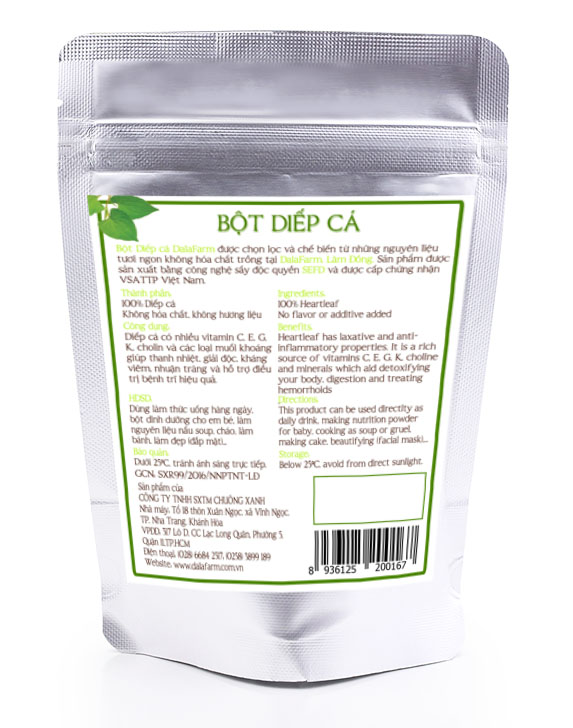 BỘT DIẾP CÁ
Bột Diếp cá DalaFarm được chọn lọc và chế biến từ những nguyên liệu
tươi ngon không hóa chất trồng tại DalaFarm, Lâm Đồng. Sản phẩm được
sản xuất bằng công nghệ sấy độc quyền SEFD và được cấp chứng nhận
VSATTP Việt Nam.
Thành phần:
100% Diếp cá
Không hóa chất, không hương liệu
Công dụng:
Diếp cá có nhiều vitamin C, E, G,
K, cholin và các loại muối khoáng
giúp thanh nhiệt, giải độc, kháng
viêm, nhuận tràng và hỗ trợ điều
trị bệnh trĩ hiệu quả.
HDSD:
Dùng làm thức uống hàng ngày,
bột dinh dưỡng cho em bé, làm
nguyên liệu nấu soup, cháo, làm
bánh, làm đẹp (đắp mặt)...
Bảo quản:
Dưới 25ºC, tránh ánh sáng trực tiếp.
GCN: SXR99/2016/NNPTNT-LD
Ingredients:
100% Heartleaf
No flavor or additive added
Benefits:
Heartleaf has laxative and anti-
inflammatory properties. It is a rich
source of vitamins C, E, G, K, choline
and minerals which aid detoxifying
your body, digestion and treating
hemorrhoids
Directions:
This product can be used directlty as
daily drink, making nutrition powder
for baby, cooking as soup or gruel,
making cake, beautifying (facial mask)...
Storage:
Below 25ºC, avoid from direct sunlight.
Sản phẩm của
CÔNG TY TNHH SXTM CHUÔNG XANH
Nhà máy: Tổ 18 thôn Xuân Ngọc, xã Vĩnh Ngọc,
TP. Nha Trang, Khánh Hòa
VPĐD: 317 Lô D, CC Lạc Long Quân, Phường 5,
Quận 11,TP.HCM
Điện thoại: (028) 6684 2517, (0258) 3899 189
Website: www.dalafarm.com.vn
8 936125 200167